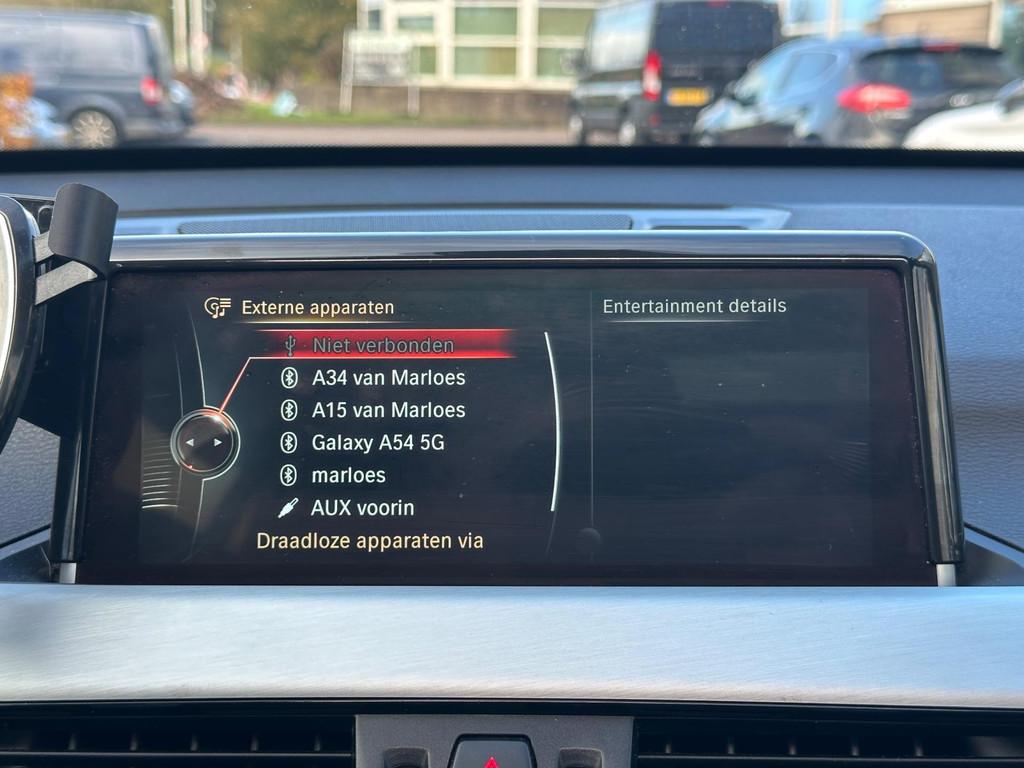 Externe apparaten
Entertainment details
Niet verbonden
A34 van Marloes
A15 van Marloes
Galaxy A54 5G
marloes
AUX voorin
Draadloze apparaten via